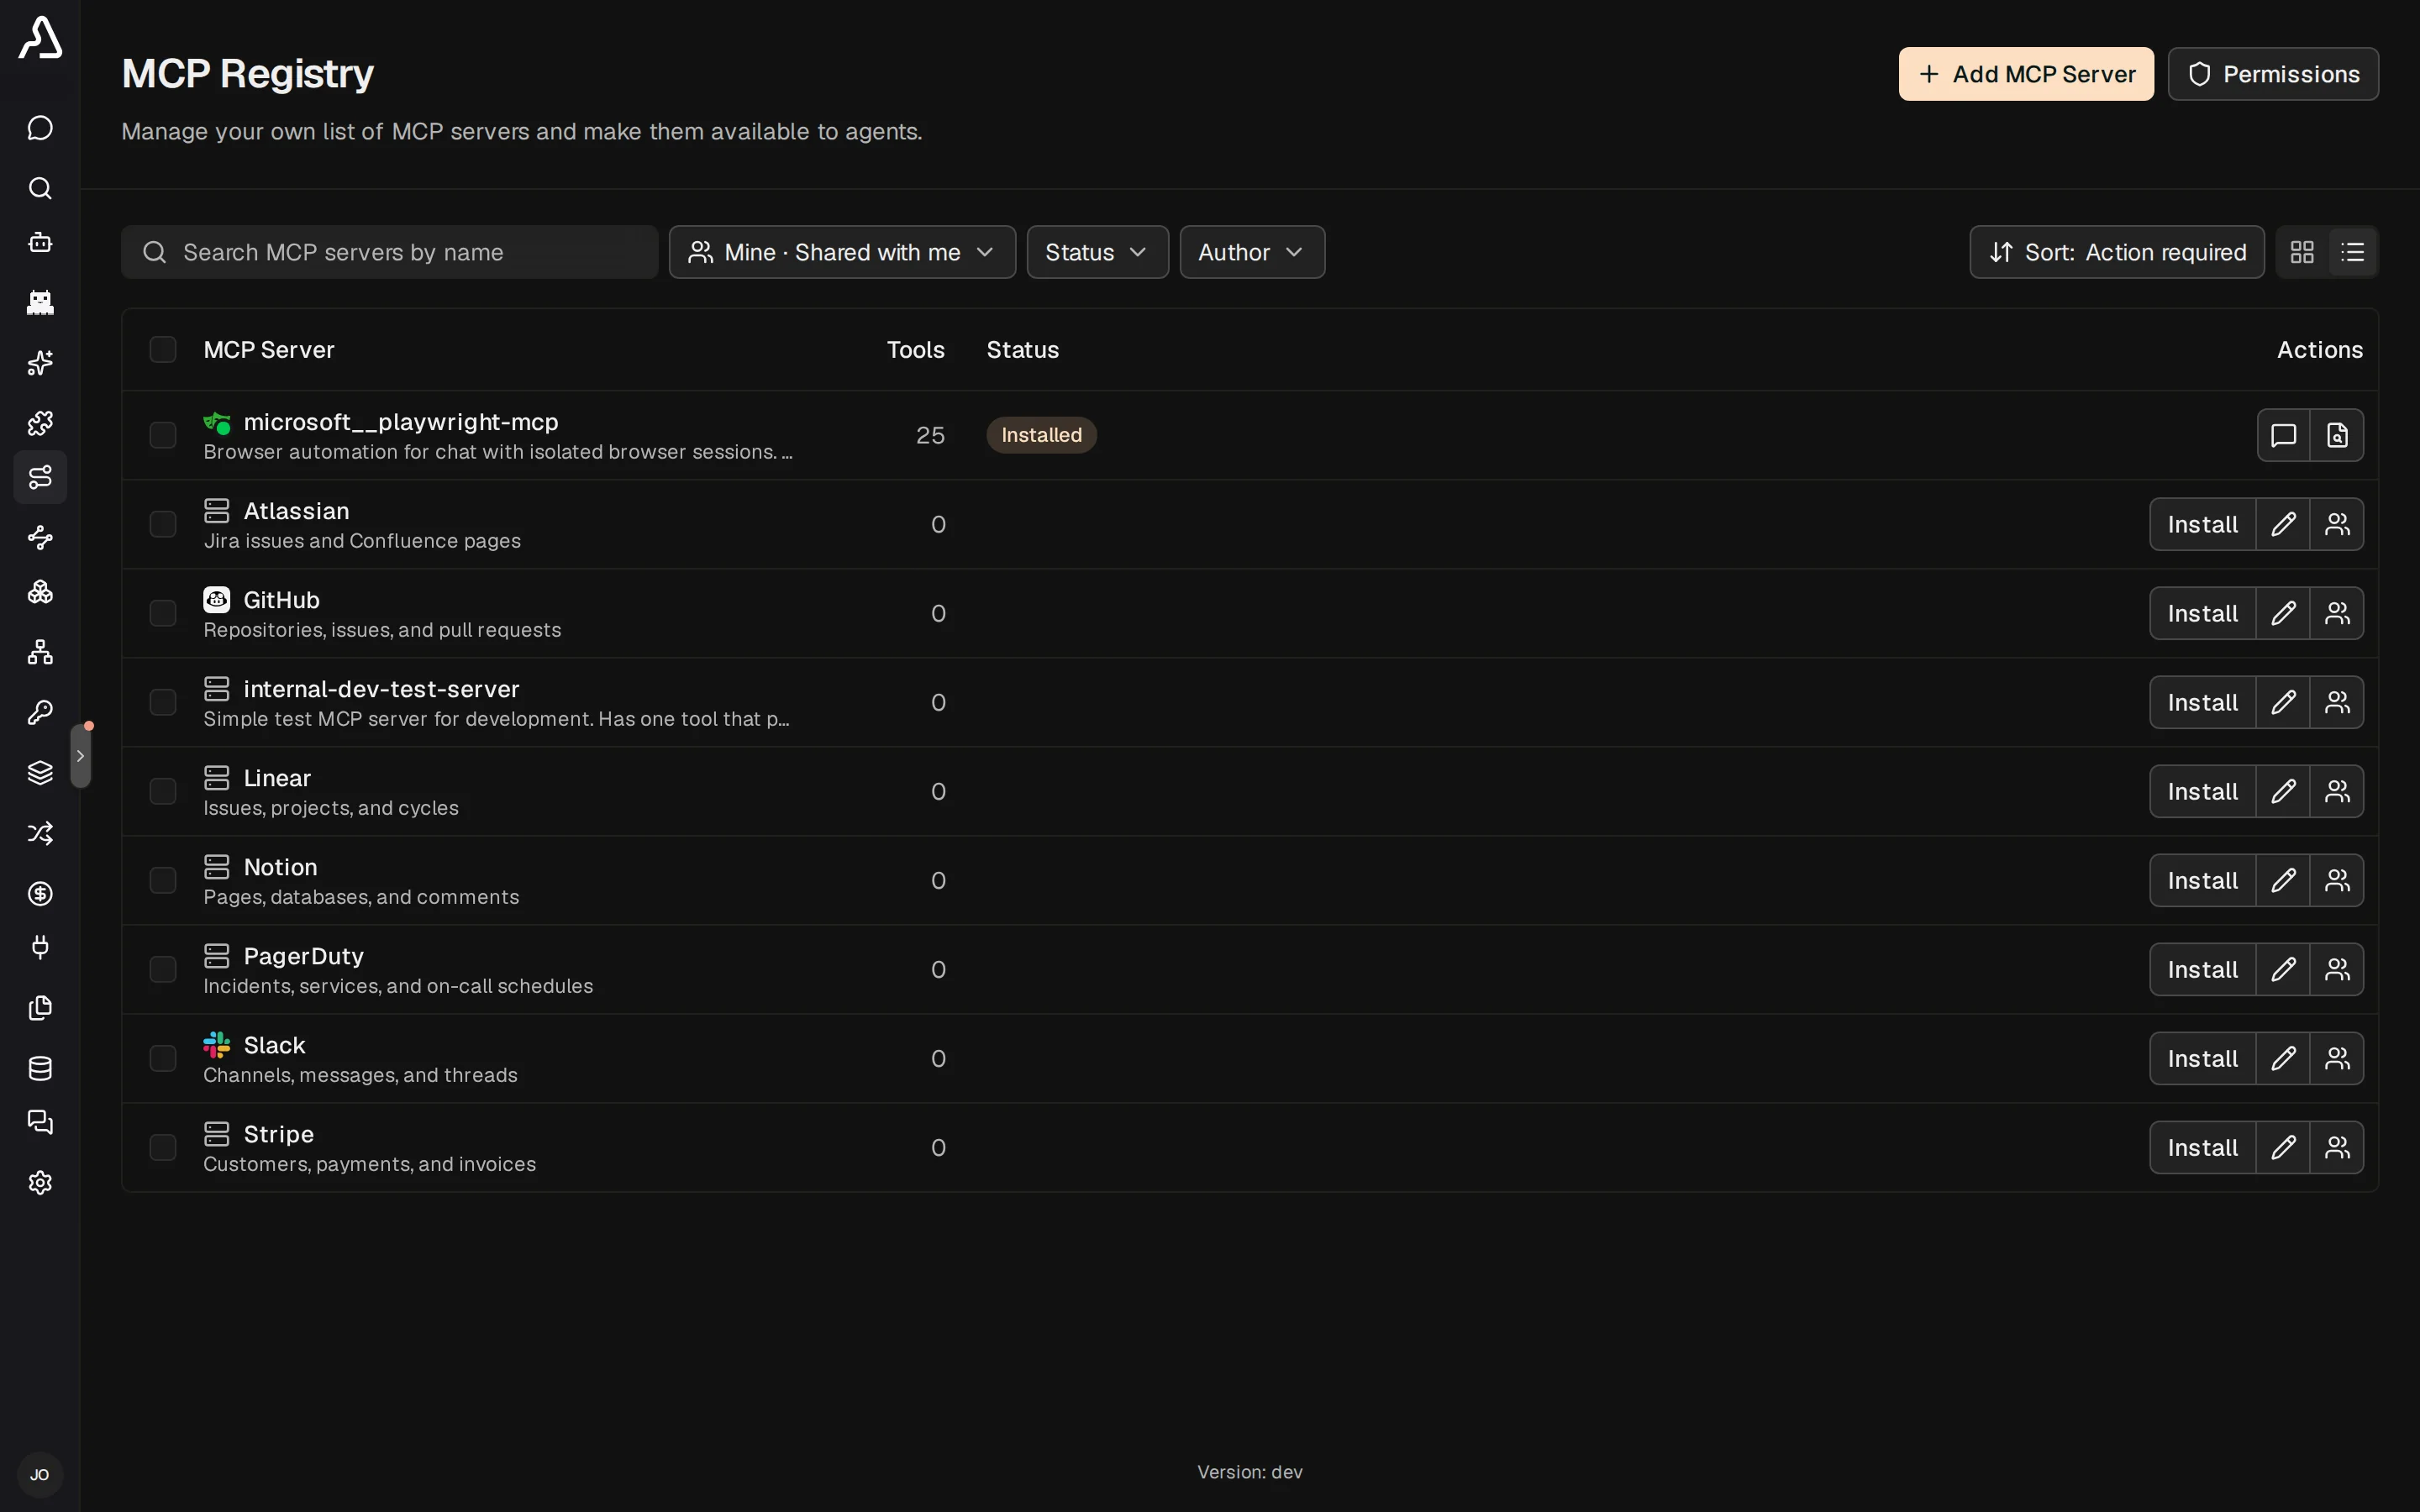 MCP Registry
Add MCP Server
Permissions
Manage your own list of MCP servers and make them available to agents.
Search MCP servers by name
Mine · Shared with me
Status
Author
Sort: Action required
MCP Server
Tools
Status
Actions
microsoft__playwright-mcp
Browser automation for chat with isolated browser sessions. ...
25
Installed
Atlassian
Jira issues and Confluence pages
0
Install
GitHub
Repositories, issues, and pull requests
0
Install
internal-dev-test-server
Simple test MCP server for development. Has one tool that p...
0
Install
Linear
Issues, projects, and cycles
0
Install
Notion
Pages, databases, and comments
0
Install
PagerDuty
Incidents, services, and on-call schedules
0
Install
Slack
Channels, messages, and threads
0
Install
Stripe
Customers, payments, and invoices
0
Install
JO
Version: dev